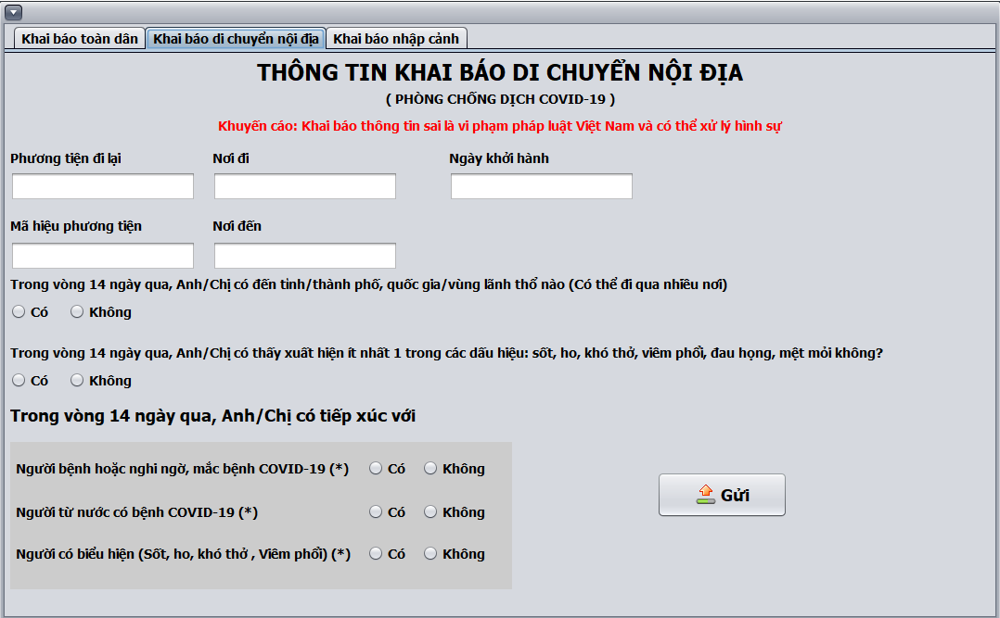 Khai báo toàn dân Khai báo di chuyển nội địa Khai báo nhập cảnh
THÔNG TIN KHAI BÁO DI CHUYỂN NỘI ĐỊA
( PHÒNG CHỐNG DỊCH COVID-19 )
Khuyến cáo: Khai báo thông tin sai là vi phạm pháp luật Việt Nam và có thể xử lý hình sự
Phương tiện đi lại Nơi đi Ngày khởi hành
Mã hiệu phương tiện Nơi đến
Trong vòng 14 ngày qua, Anh/Chị có đến tỉnh/thành phố, quốc gia/vùng lãnh thổ nào (Có thể đi qua nhiều nơi)
Có Không
Trong vòng 14 ngày qua, Anh/Chị có thấy xuất hiện ít nhất 1 trong các dấu hiệu: sốt, ho, khó thở, viêm phổi, đau họng, mệt mỏi không?
Có Không
Trong vòng 14 ngày qua, Anh/Chị có tiếp xúc với
Người bệnh hoặc nghi ngờ, mắc bệnh COVID-19 (*) Có Không
Người từ nước có bệnh COVID-19 (*) Có Không
Người có biểu hiện (Sốt, ho, khó thở , Viêm phổi) (*) Có Không
Gửi